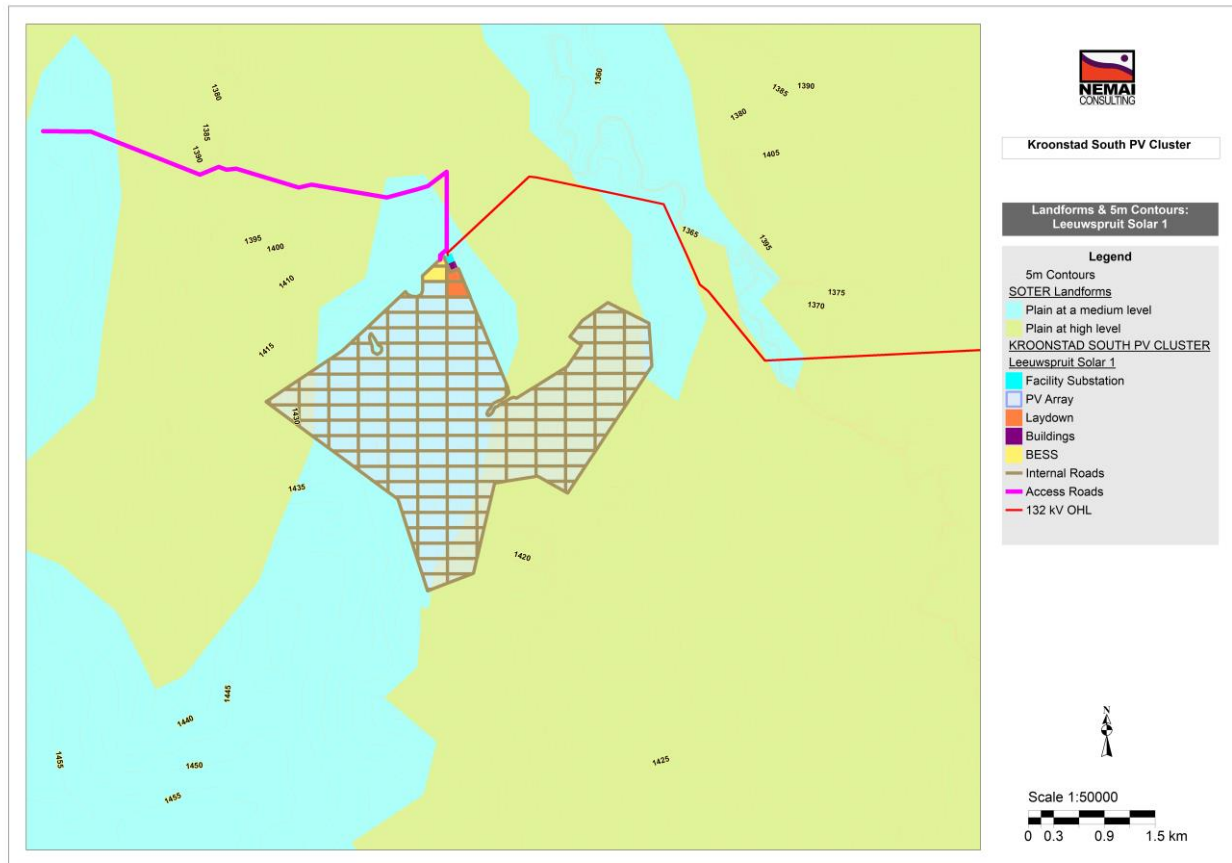 1380
1385
1390
1360
1385
1390
1380
1405
1395
1400
1410
1415
1430
1435
1365
1395
1375
1370
1420
1445
1440
1450
1455
1455
1425
NEMAI
CONSULTING
Kroonstad South PV Cluster
Landforms & 5m Contours:
Leeuwspruit Solar 1
Legend
5m Contours
SOTER Landforms
Plain at a medium level
Plain at high level
KROONSTAD SOUTH PV CLUSTER
Leeuwspruit Solar 1
Facility Substation
PV Array
Laydown
Buildings
BESS
Internal Roads
Access Roads
132 kV OHL
N
Scale 1:50000
0 0.3 0.9 1.5 km